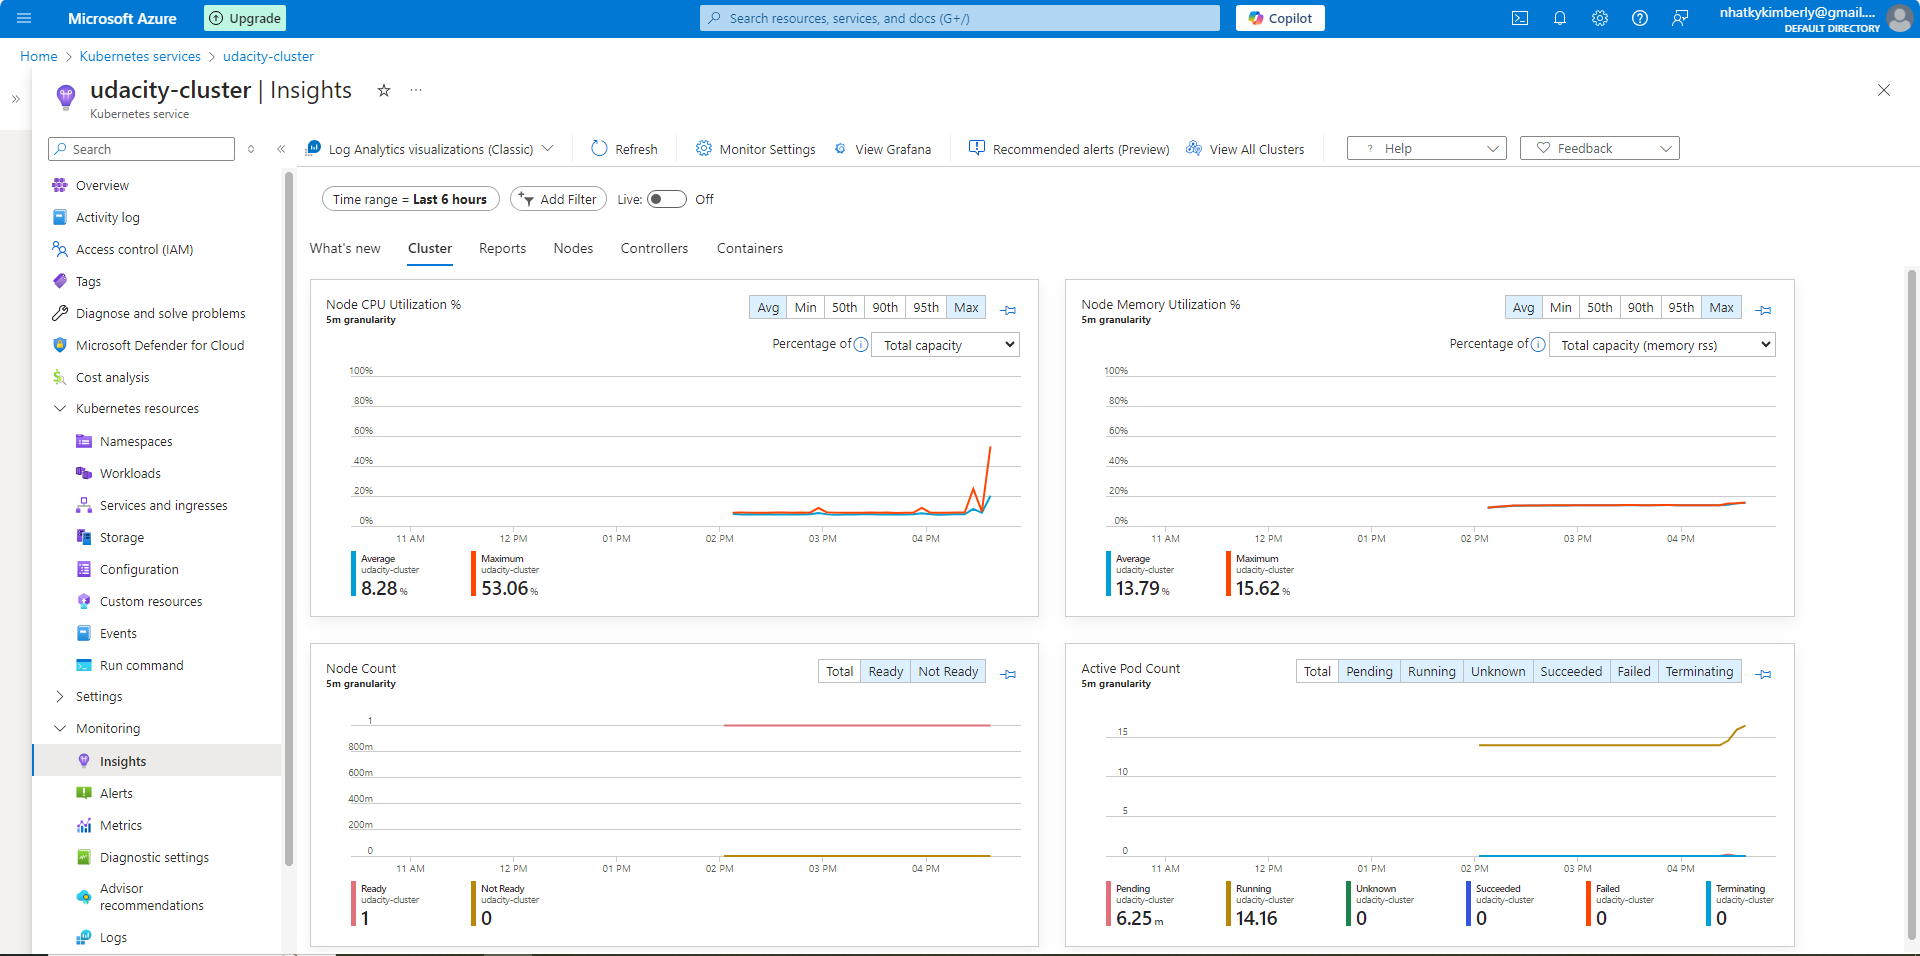 Microsoft Azure
Upgrade
Search resources, services, and docs (G+/)
Copilot
nhatkykimberly@gmail....
DEFAULT DIRECTORY
Home > Kubernetes services > udacity-cluster
udacity-cluster | Insights
Kubernetes service
Search
Log Analytics visualizations (Classic)
Refresh
Monitor Settings
View Grafana
Recommended alerts (Preview)
View All Clusters
? Help
Feedback
Overview
Activity log
Access control (IAM)
Tags
Diagnose and solve problems
Microsoft Defender for Cloud
Cost analysis
Kubernetes resources
Namespaces
Workloads
Services and ingresses
Storage
Configuration
Custom resources
Events
Run command
Settings
Monitoring
Insights
Alerts
Metrics
Diagnostic settings
Advisor
recommendations
Logs
Time range = Last 6 hours
Add Filter
Live:
Off
What's new
Cluster
Reports
Nodes
Controllers
Containers
Node CPU Utilization %
5m granularity
Avg Min 50th 90th 95th Max
Percentage of
Total capacity
100%
80%
60%
40%
20%
0%
11 AM 12 PM 01 PM 02 PM 03 PM 04 PM
Average
udacity-cluster
8.28 %
Maximum
udacity-cluster
53.06 %
Node Memory Utilization %
5m granularity
Avg Min 50th 90th 95th Max
Percentage of
Total capacity (memory rss)
100%
80%
60%
40%
20%
0%
11 AM 12 PM 01 PM 02 PM 03 PM 04 PM
Average
udacity-cluster
13.79 %
Maximum
udacity-cluster
15.62 %
Node Count
5m granularity
Total Ready Not Ready
1
800m
600m
400m
200m
0
11 AM 12 PM 01 PM 02 PM 03 PM 04 PM
Ready
udacity-cluster
1
Not Ready
udacity-cluster
0
Active Pod Count
5m granularity
Total Pending Running Unknown Succeeded Failed Terminating
15
10
5
0
11 AM 12 PM 01 PM 02 PM 03 PM 04 PM
Pending
udacity-cluster
6.25 m
Running
udacity-cluster
14.16
Unknown
udacity-cluster
0
Succeeded
udacity-cluster
0
Failed
udacity-cluster
0
Terminating
udacity-cluster
0